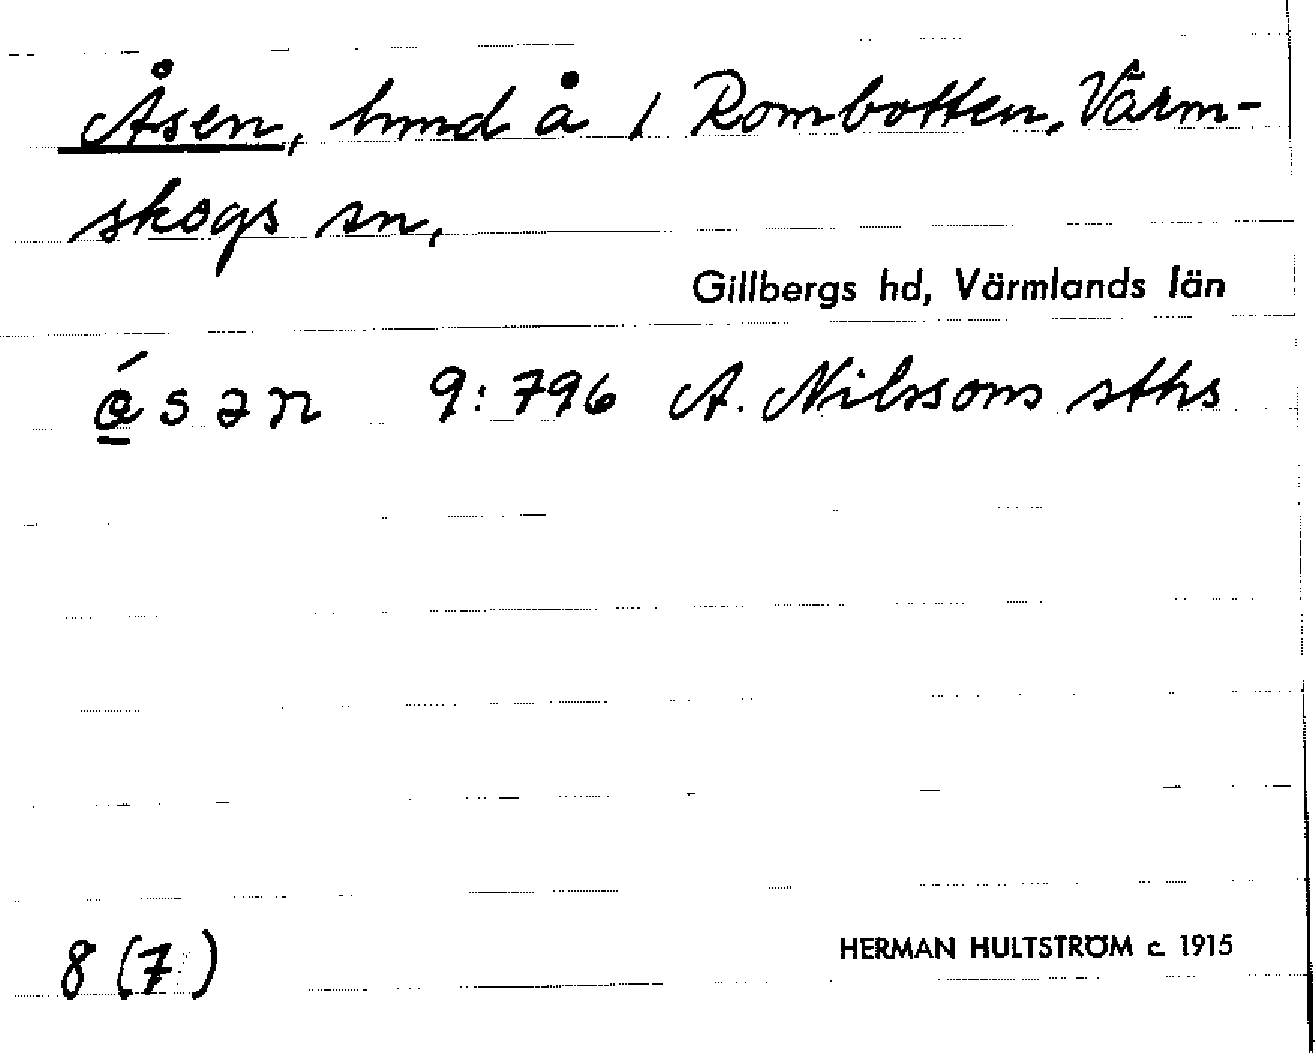 Åsen, hmd å 1 Rombotten, Värm-
skogs sn,
Gillbergs hd, Värmlands län
ǻsən 9:796 A. Nilssons sths
8 (7)
HERMAN HULTSTRÖM c. 1915